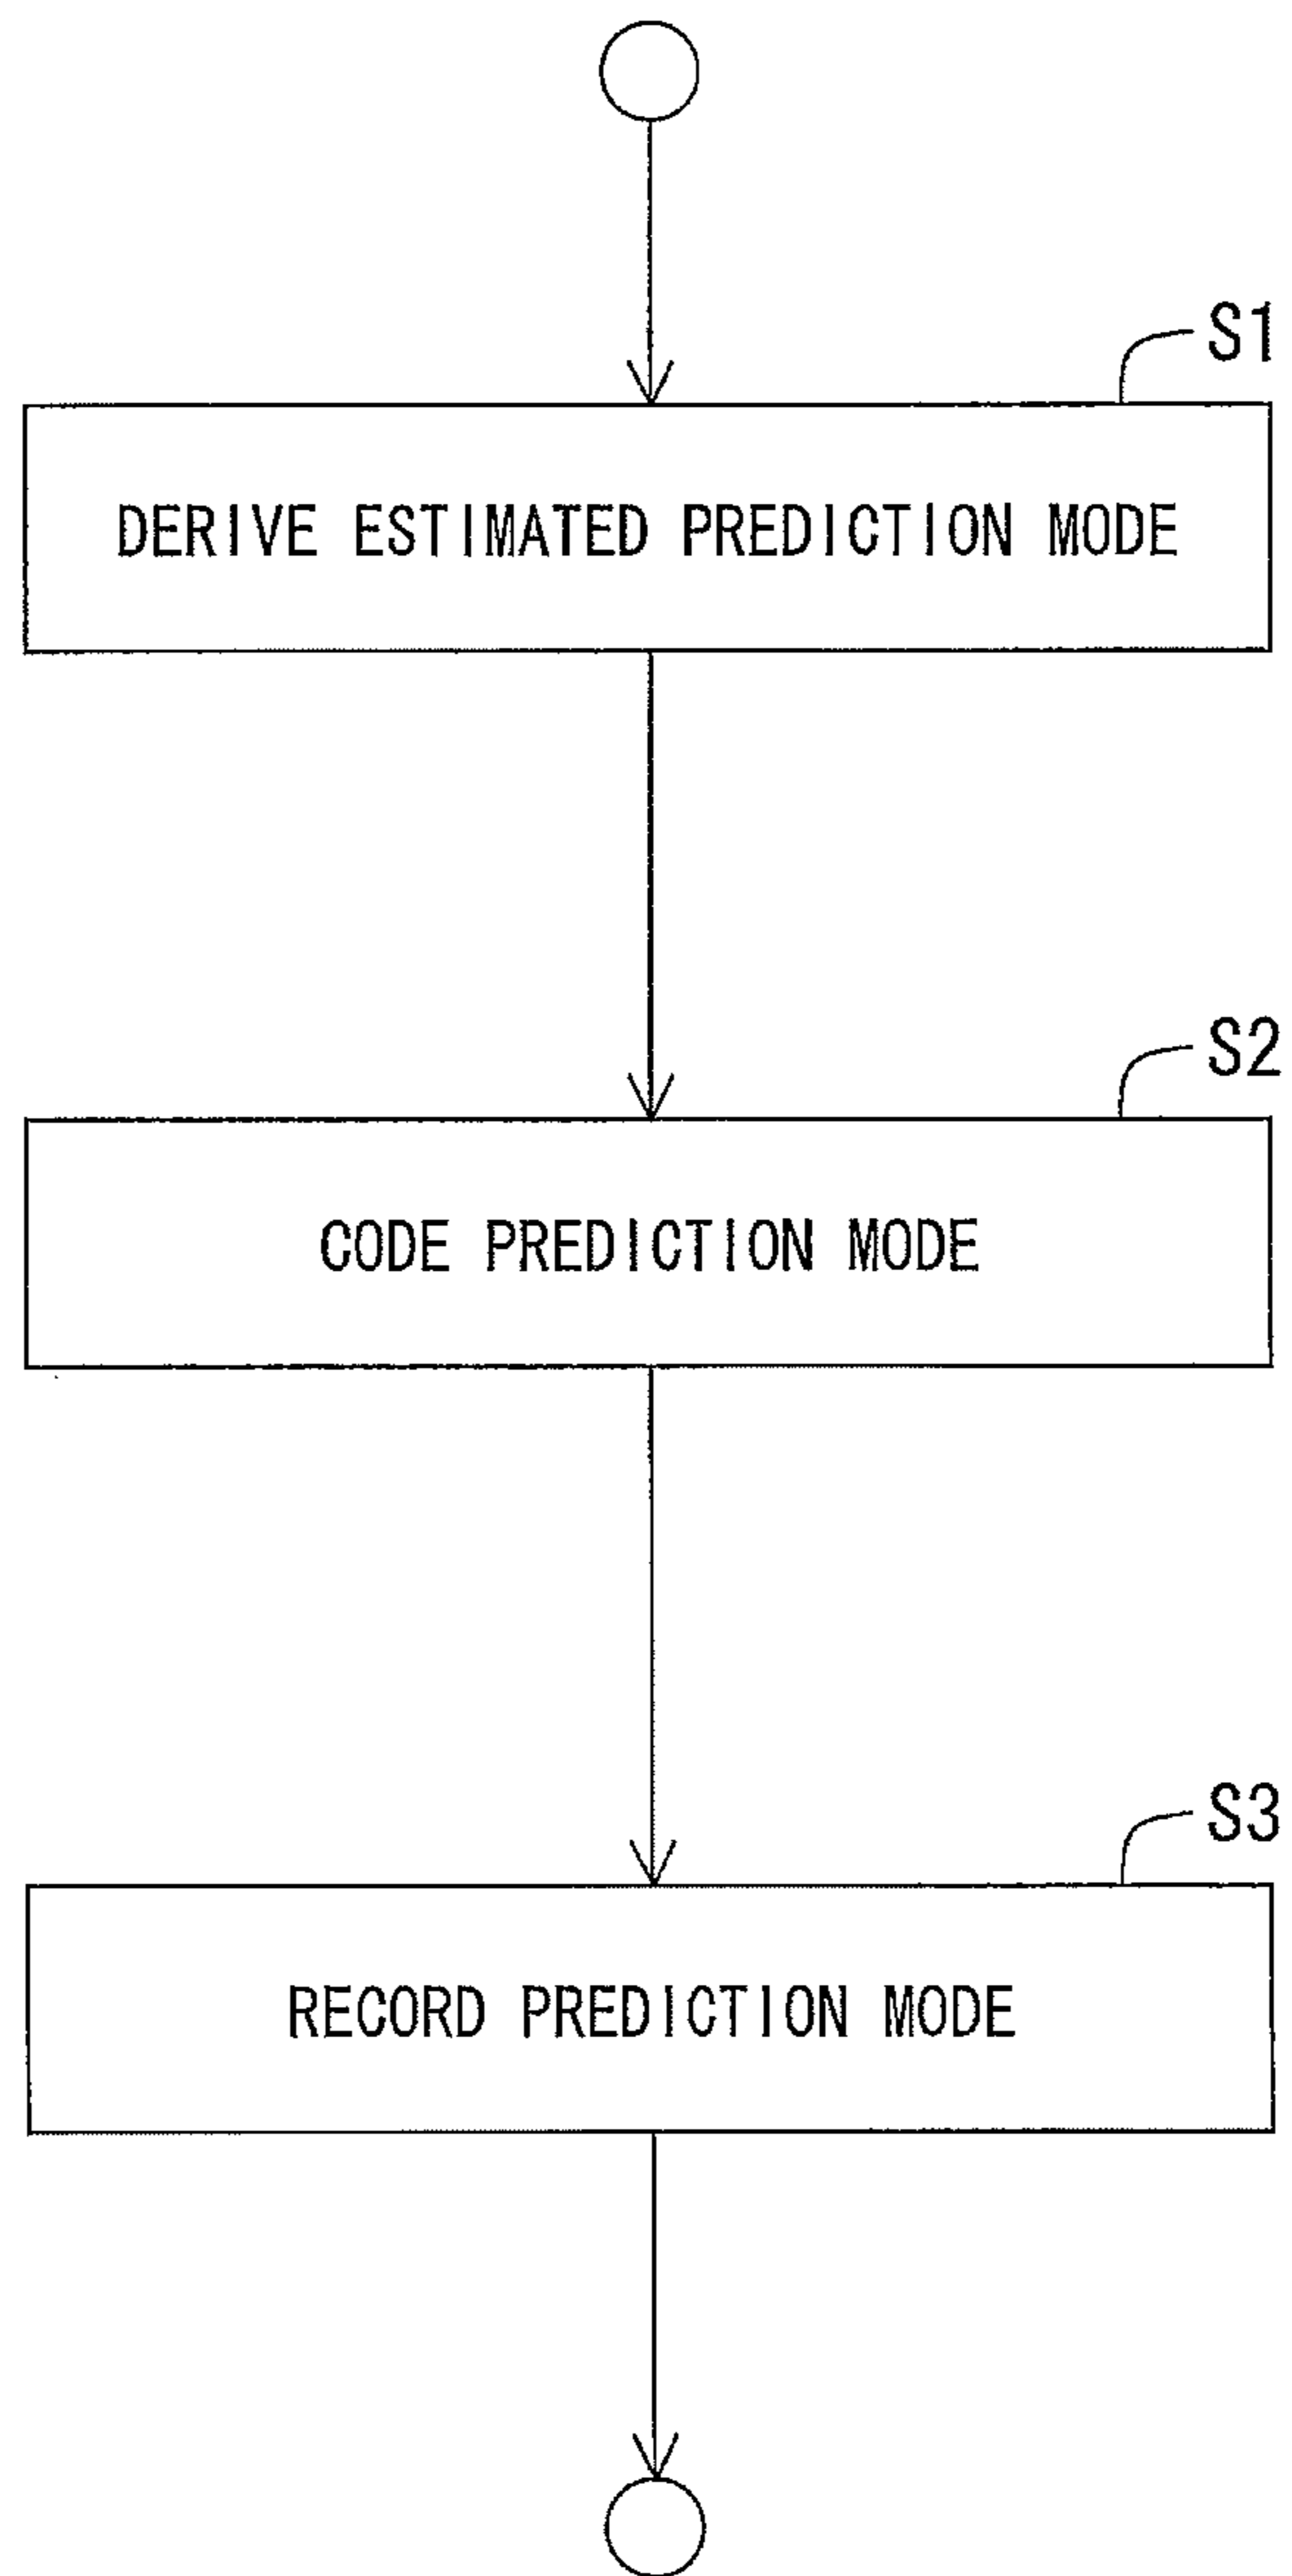 S1
DERIVE ESTIMATED PREDICTION MODE
S2
CODE PREDICTION MODE
S3
RECORD PREDICTION MODE